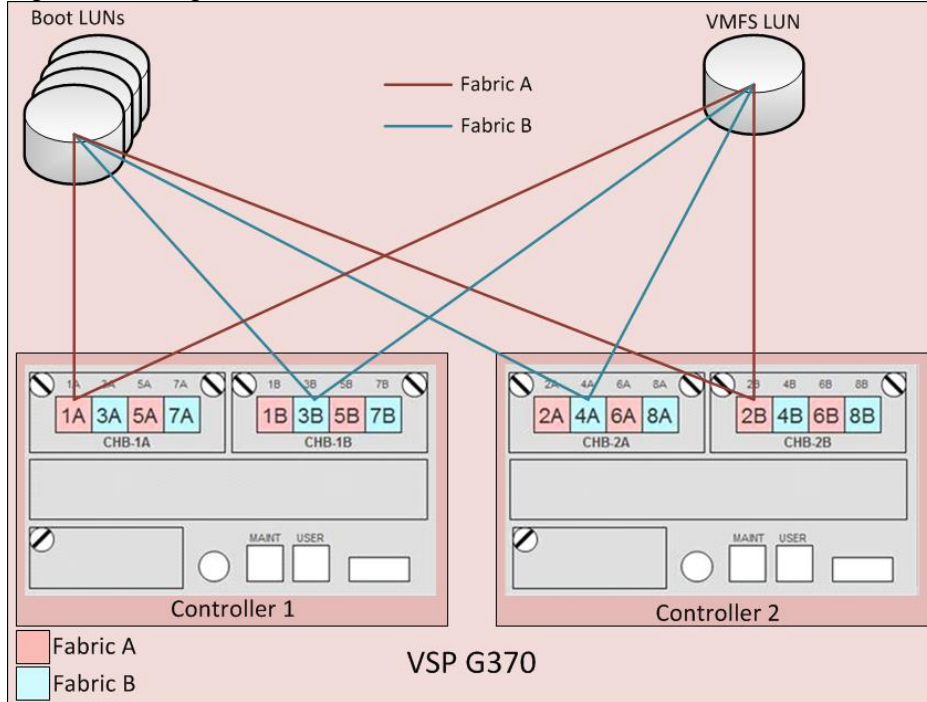 Boot LUNs
VMFS LUN
Fabric A
Fabric B
1A 3A 5A 7A 1B 3B 5B 7B
1A 3A 5A 7A 1B 3B 5B 7B
CHB-1A CHB-1B
MAINT USER
Controller 1
2A 4A 6A 8A 2B 4B 6B 8B
2A 4A 6A 8A 2B 4B 6B 8B
CHB-2A CHB-2B
MAINT USER
Controller 2
Fabric A
Fabric B
VSP G370